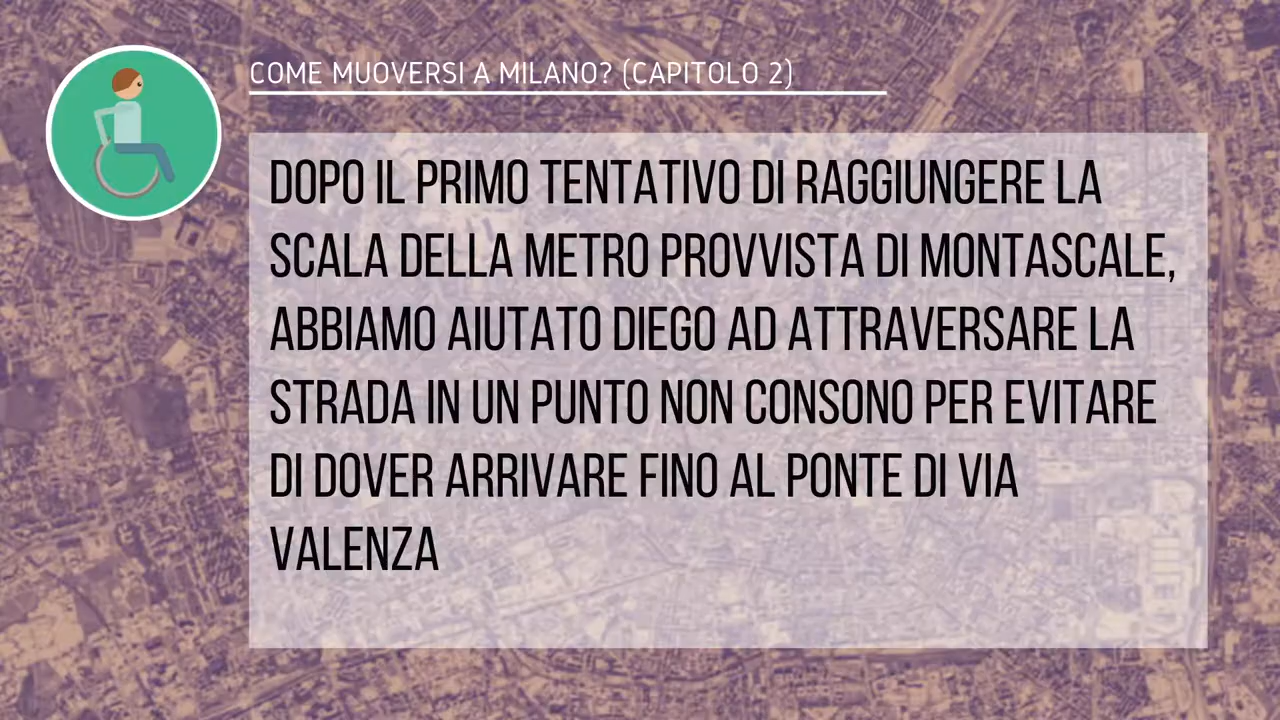 COME MUOVERSI A MILANO? (CAPITOLO 2)
DOPO IL PRIMO TENTATIVO DI RAGGIUNGERE LA
SCALA DELLA METRO PROVVISTA DI MONTASCALE,
ABBIAMO AIUTATO DIEGO AD ATTRAVERSARE LA
STRADA IN UN PUNTO NON CONSONO PER EVITARE
DI DOVER ARRIVARE FINO AL PONTE DI VIA
VALENZA